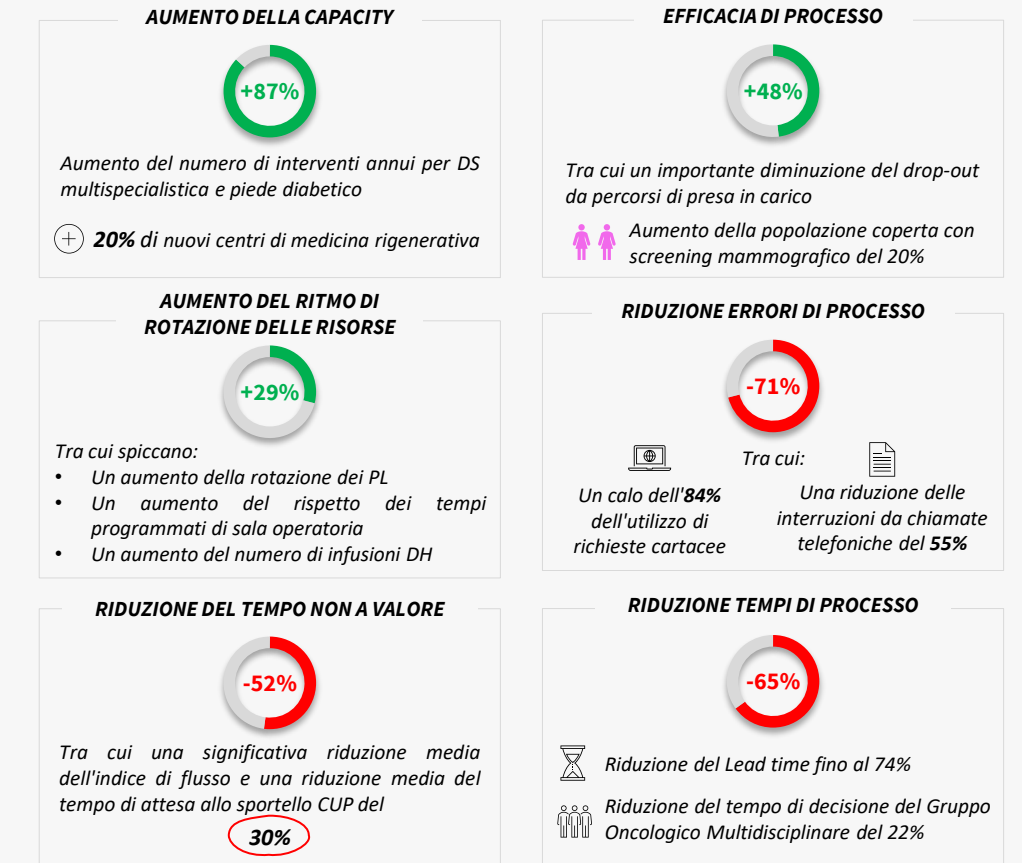 AUMENTO DELLA CAPACITY
+87%
Aumento del numero di interventi annui per DS
multispecialistica e piede diabetico
20% di nuovi centri di medicina rigenerativa
EFFICACIA DI PROCESSO
+48%
Tra cui un importante diminuzione del drop-out
da percorsi di presa in carico
Aumento della popolazione coperta con
screening mammografico del 20%
AUMENTO DEL RITMO DI
ROTAZIONE DELLE RISORSE
+29%
Tra cui spiccano:
• Un aumento della rotazione dei PL
• Un aumento del rispetto dei tempi
programmati di sala operatoria
• Un aumento del numero di infusioni DH
RIDUZIONE ERRORI DI PROCESSO
-71%
Tra cui:
Un calo dell'84%
dell'utilizzo di
richieste cartacee
Una riduzione delle
interruzioni da chiamate
telefoniche del 55%
RIDUZIONE DEL TEMPO NON A VALORE
-52%
Tra cui una significativa riduzione media
dell'indice di flusso e una riduzione media del
tempo di attesa allo sportello CUP del
30%
RIDUZIONE TEMPI DI PROCESSO
-65%
Riduzione del Lead time fino al 74%
Riduzione del tempo di decisione del Gruppo
Oncologico Multidisciplinare del 22%